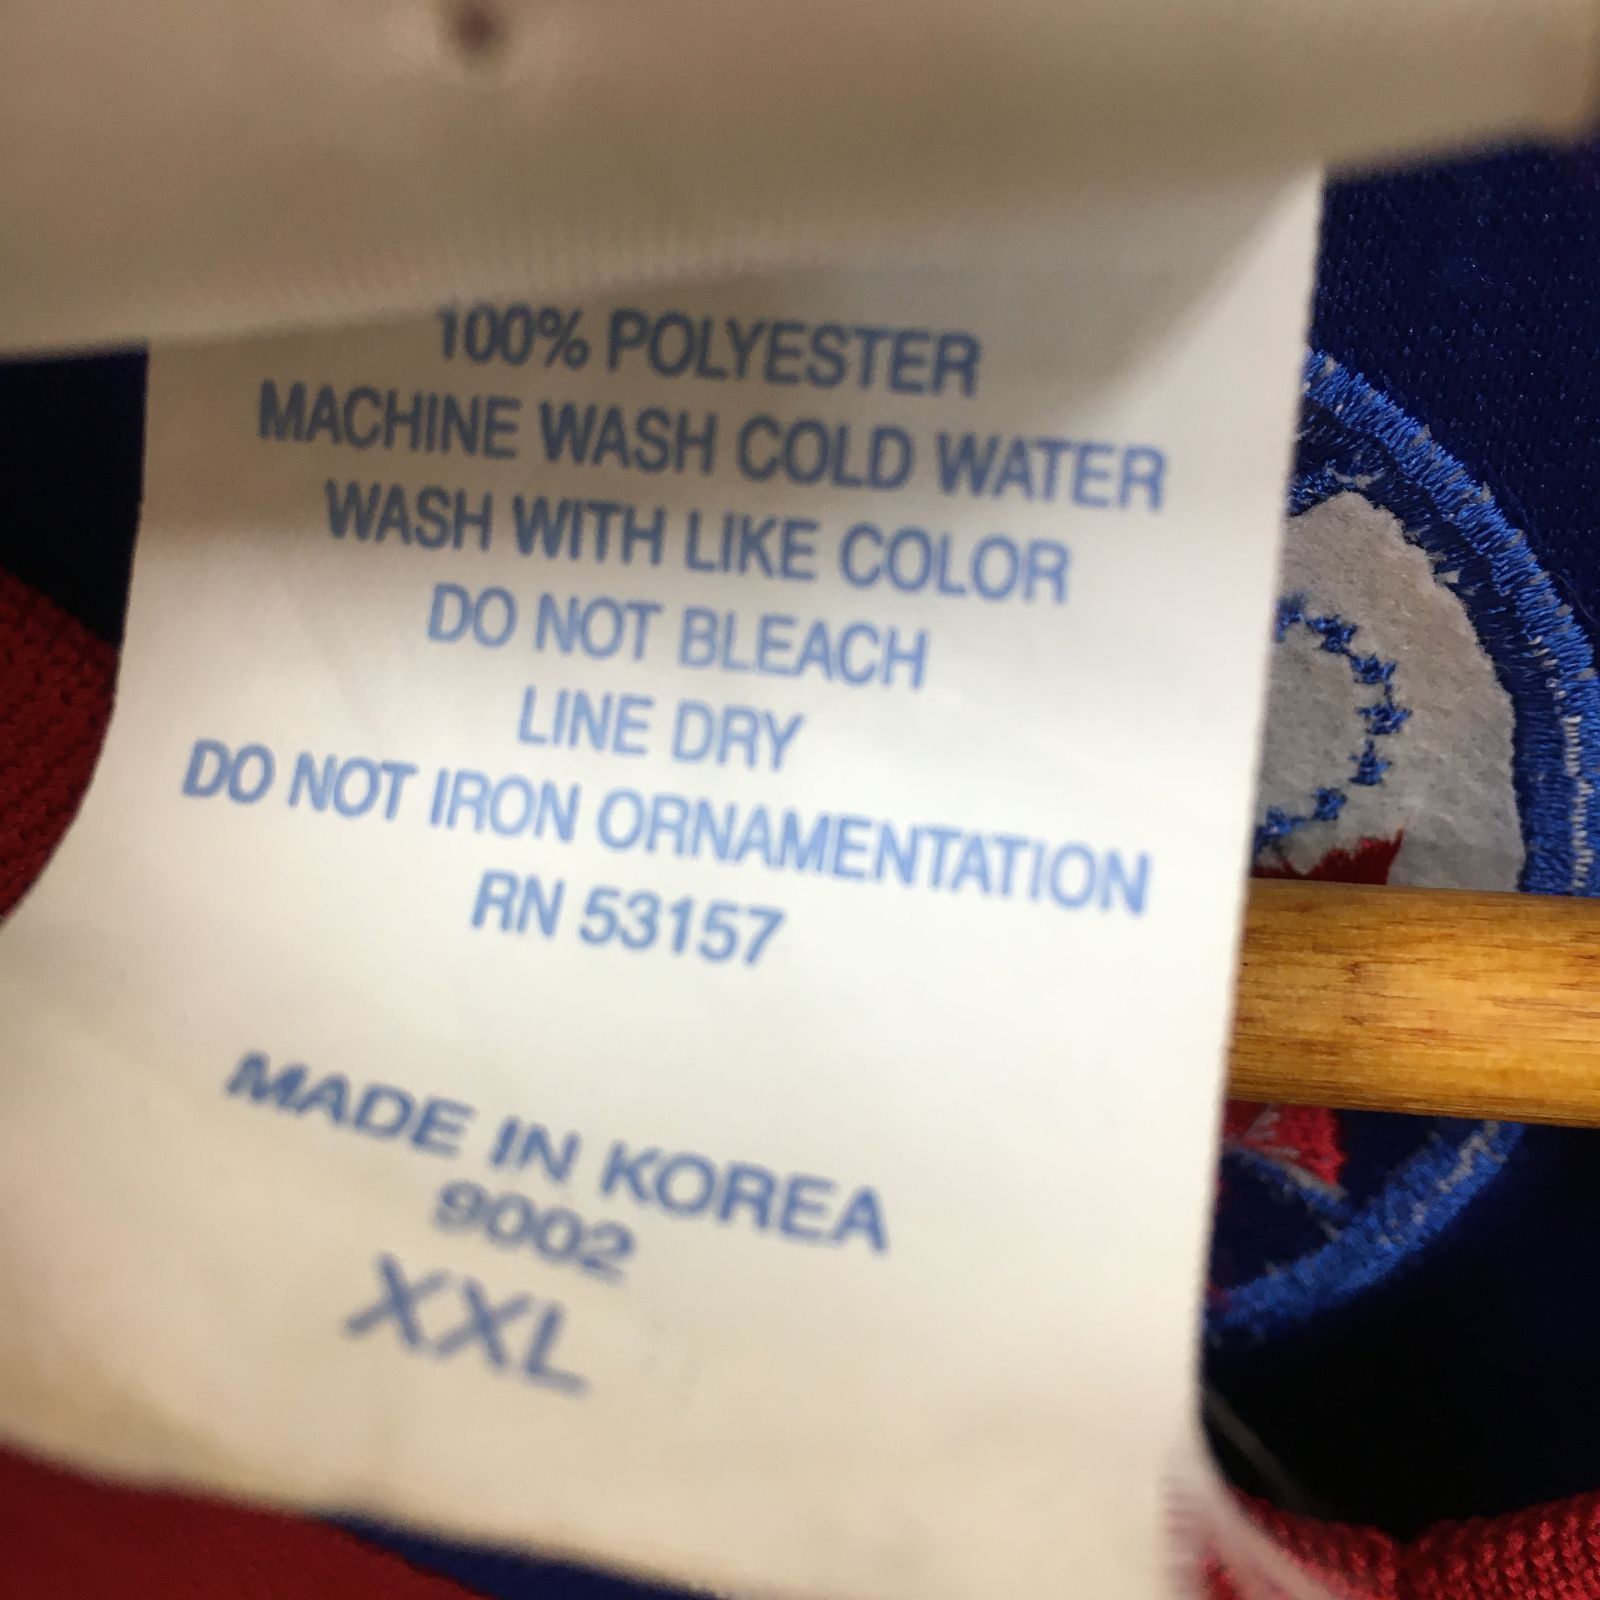 100% POLYESTER
MACHINE WASH COLD WATER
WASH WITH LIKE COLOR
DO NOT BLEACH
LINE DRY
DO NOT IRON ORNAMENTATION
RN 53157
MADE IN KOREA
9002
XXL